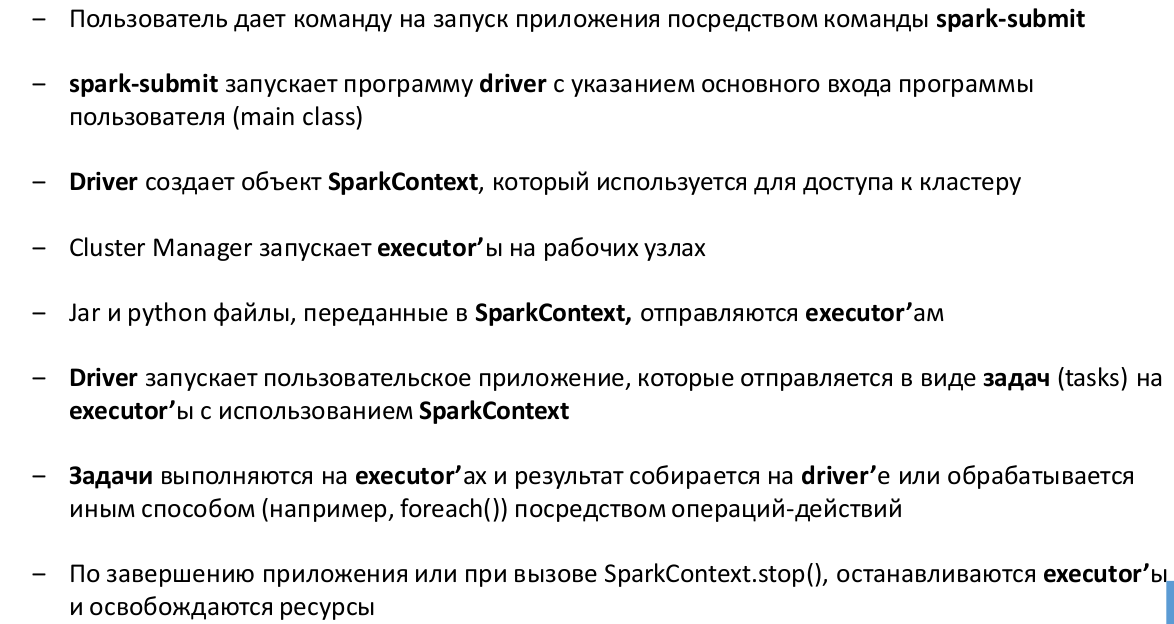 – Пользователь дает команду на запуск приложения посредством команды spark-submit
– spark-submit запускает программу driver с указанием основного входа программы
пользователя (main class)
– Driver создает объект SparkContext, который используется для доступа к кластеру
– Cluster Manager запускает executor’ы на рабочих узлах
– Jar и python файлы, переданные в SparkContext, отправляются executor’ам
– Driver запускает пользовательское приложение, которые отправляется в виде задач (tasks) на
executor’ы с использованием SparkContext
– Задачи выполняются на executor’ах и результат собирается на driver’е или обрабатывается
иным способом (например, foreach()) посредством операций-действий
– По завершению приложения или при вызове SparkContext.stop(), останавливаются executor’ы
и освобождаются ресурсы